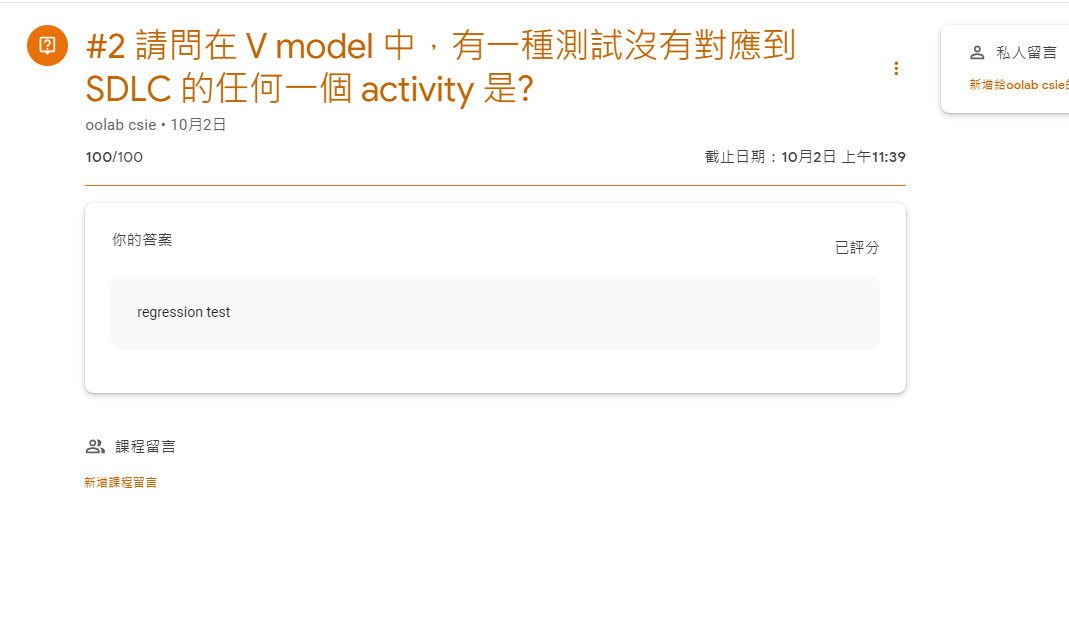 #2 請問在 V model 中，有一種測試沒有對應到
SDLC 的任何一個 activity 是?
oolab csie • 10月2日
100/100
截止日期：10月2日 上午11:39
你的答案
已評分
regression test
課程留言
新增課程留言
私人留言
新增給oolab csie